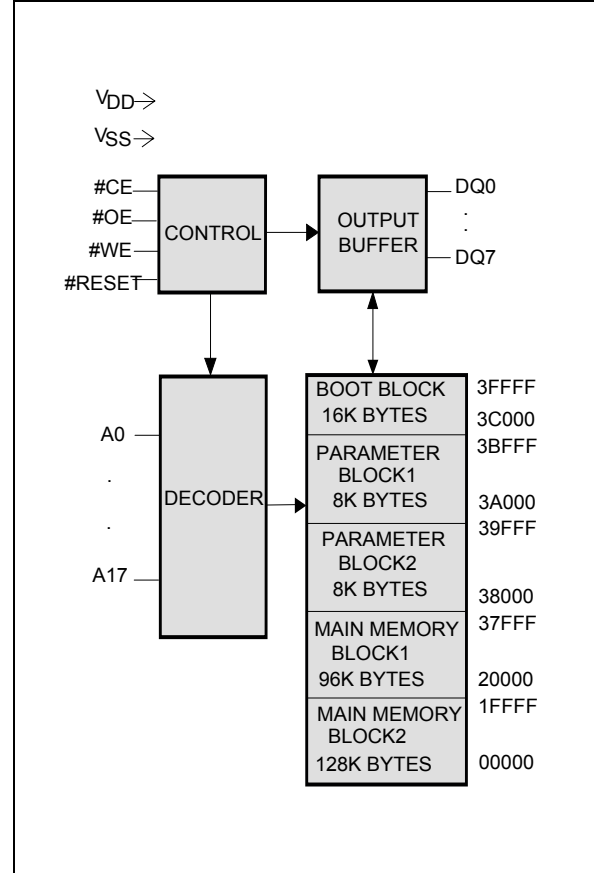 VDD
VSS
#CE
#OE
#WE
#RESET
CONTROL
OUTPUT
BUFFER
DQ0
.
.
DQ7
A0
.
.
A17
DECODER
BOOT BLOCK
16K BYTES
3FFFF
3C000
PARAMETER
BLOCK1
8K BYTES
3BFFF
3A000
PARAMETER
BLOCK2
8K BYTES
39FFF
38000
MAIN MEMORY
BLOCK1
96K BYTES
37FFF
20000
MAIN MEMORY
BLOCK2
128K BYTES
1FFFF
00000